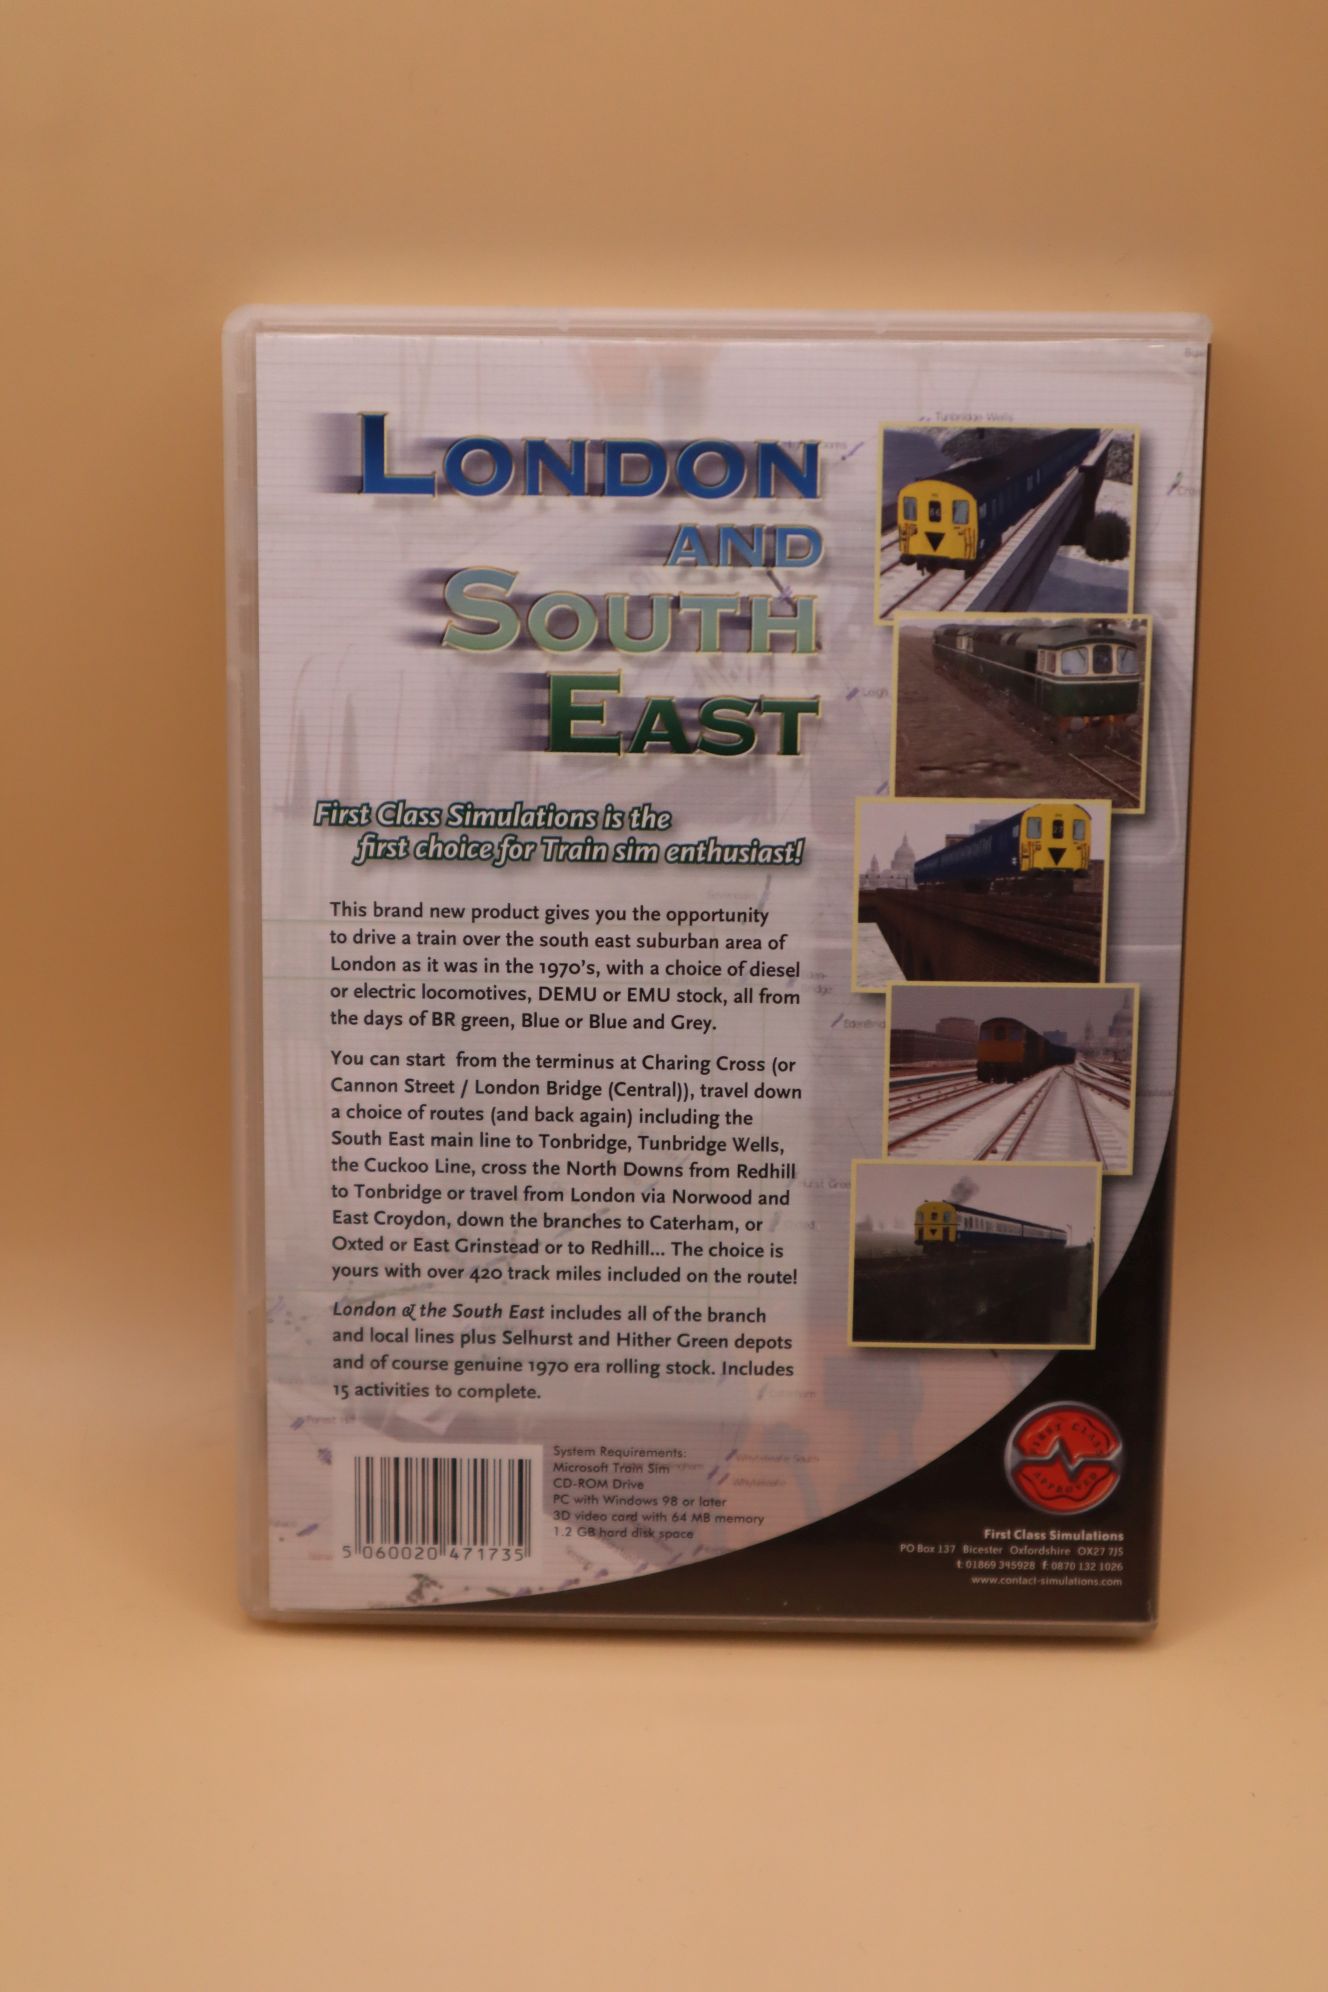 LONDON
AND
SOUTH
EAST
First Class Simulations is the
first choice for Train sim enthusiast!
This brand new product gives you the opportunity
to drive a train over the south east suburban area of
London as it was in the 1970's, with a choice of diesel
or electric locomotives, DEMU or EMU stock, all from
the days of BR green, Blue or Blue and Grey.
You can start from the terminus at Charing Cross (or
Cannon Street / London Bridge (Central)), travel down
a choice of routes (and back again) including the
South East main line to Tonbridge, Tunbridge Wells,
the Cuckoo Line, cross the North Downs from Redhill
to Tonbridge or travel from London via Norwood and
East Croydon, down the branches to Caterham, or
Oxted or East Grinstead or to Redhill... The choice is
yours with over 420 track miles included on the route!
London & the South East includes all of the branch
and local lines plus Selhurst and Hither Green depots
and of course genuine 1970 era rolling stock. Includes
15 activities to complete.
System Requirements:
Microsoft Train Sim
CD-ROM Drive
PC with Windows 98 or later
3D video card with 64 MB memory
1.2 GB hard disk space
5 060020 471735
Tunbridge Wells
Leigh
Caterham
Whyteleafe South
Whyteleafe
FIRST CLASS
APPROVED
First Class Simulations
PO Box 137 Bicester Oxfordshire OX27 7JS
t: 01869 345928 f: 0870 132 1026
www.contact-simulations.com